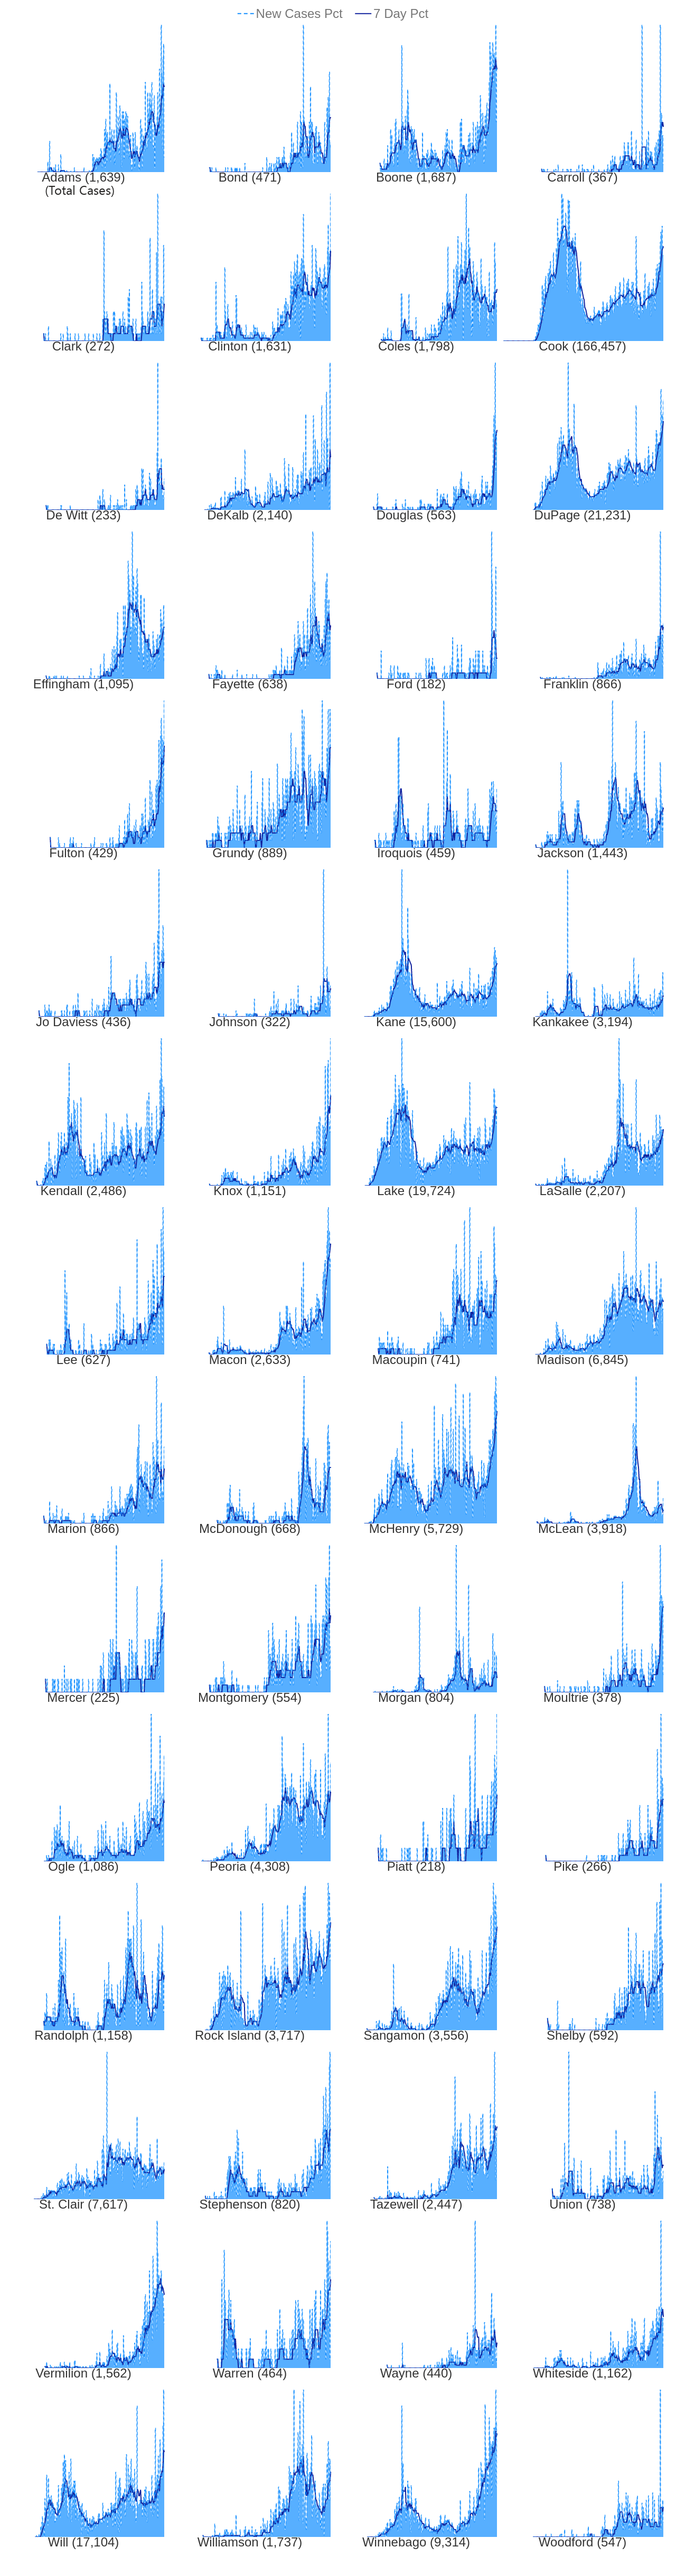 New Cases Pct 7 Day Pct
Adams (1,639) Bond (471) Boone (1,687) Carroll (367)
(Total Cases)
Clark (272) Clinton (1,631) Coles (1,798) Cook (166,457)
De Witt (233) DeKalb (2,140) Douglas (563) DuPage (21,231)
Effingham (1,095) Fayette (638) Ford (182) Franklin (866)
Fulton (429) Grundy (889) Iroquois (459) Jackson (1,443)
Jo Daviess (436) Johnson (322) Kane (15,600) Kankakee (3,194)
Kendall (2,486) Knox (1,151) Lake (19,724) LaSalle (2,207)
Lee (627) Macon (2,633) Macoupin (741) Madison (6,845)
Marion (866) McDonough (668) McHenry (5,729) McLean (3,918)
Mercer (225) Montgomery (554) Morgan (804) Moultrie (378)
Ogle (1,086) Peoria (4,308) Piatt (218) Pike (266)
Randolph (1,158) Rock Island (3,717) Sangamon (3,556) Shelby (592)
St. Clair (7,617) Stephenson (820) Tazewell (2,447) Union (738)
Vermilion (1,562) Warren (464) Wayne (440) Whiteside (1,162)
Will (17,104) Williamson (1,737) Winnebago (9,314) Woodford (547)